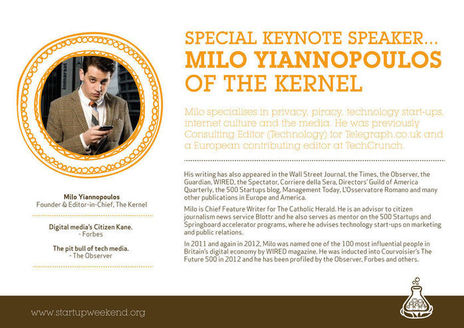 SPECIAL KEYNOTE SPEAKER...
MILO YIANNOPOULOS
OF THE KERNEL
Milo specialises in privacy, piracy, technology start-ups,
internet culture and the media. He was previously
Consulting Editor (Technology) for Telegraph.co.uk and
a European contributing editor at TechCrunch.
His writing has also appeared in the Wall Street Journal, the Times, the Observer, the
Guardian, WIRED, the Spectator, Corriere della Sera, Directors' Guild of America
Quarterly, the 500 Startups blog, Management Today, L'Osservatore Romano and many
other publications in Europe and America.
Milo is Chief Feature Writer for The Catholic Herald. He is an advisor to citizen
journalism news service Blottr and he also serves as mentor on the 500 Startups and
Springboard accelerator programs, where he advises technology start-ups on marketing
and public relations.
In 2011 and again in 2012, Milo was named one of the 100 most influential people in
Britain's digital economy by WIRED magazine. He was inducted into Courvoisier's The
Future 500 in 2012 and he has been profiled by the Observer, Forbes and others.
Milo Yiannopoulos
Founder & Editor-in-Chief, The Kernel
Digital media's Citizen Kane.
- Forbes
The pit bull of tech media.
- The Observer
www.startupweekend.org